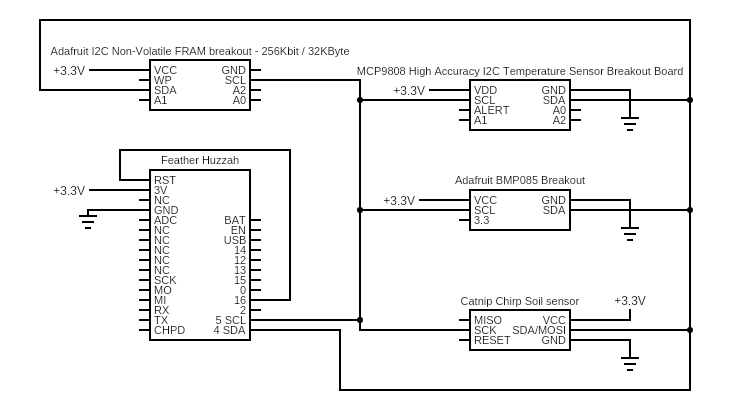 Adafruit I2C Non-Volatile FRAM breakout - 256Kbit / 32KByte
+3.3V VCC GND
WP SCL
SDA A2
A1 A0
MCP9808 High Accuracy I2C Temperature Sensor Breakout Board
+3.3V VDD GND
SCL SDA
ALERT A0
A1 A2
Feather Huzzah
RST
+3.3V 3V
NC
GND
ADC BAT
NC EN
NC USB
NC 14
NC 12
NC 13
SCK 15
MO 0
MI 16
RX 2
TX 5 SCL
CHPD 4 SDA
Adafruit BMP085 Breakout
+3.3V VCC GND
SCL SDA
3.3
Catnip Chirp Soil sensor +3.3V
MISO VCC
SCK SDA/MOSI
RESET GND